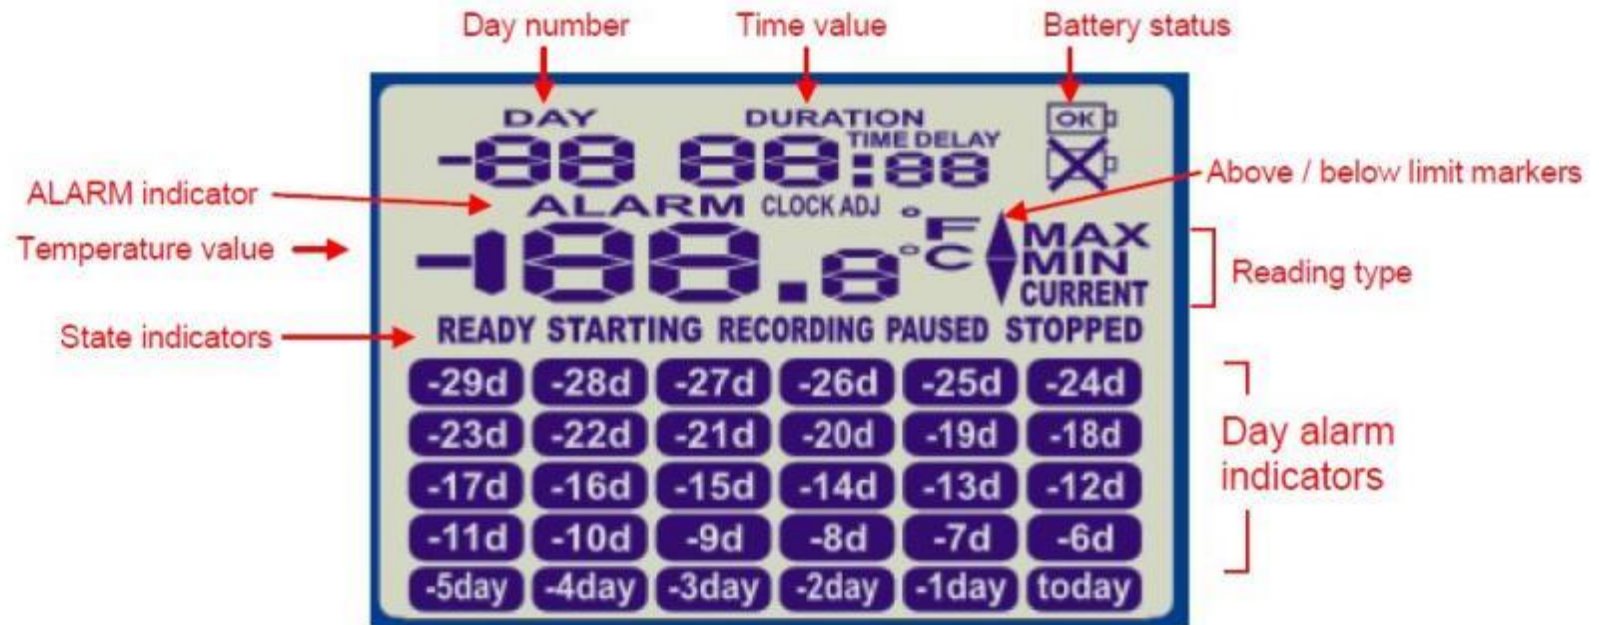 Day number Time value Battery status
DAY DURATION OK
TIME DELAY
-88 88:88
ALARM indicator ALARM CLOCK ADJ Above / below limit markers
Temperature value -188.8 °F °C MAX
MIN Reading type
CURRENT
State indicators READY STARTING RECORDING PAUSED STOPPED
-29d -28d -27d -26d -25d -24d
-23d -22d -21d -20d -19d -18d Day alarm
-17d -16d -15d -14d -13d -12d indicators
-11d -10d -9d -8d -7d -6d
-5day -4day -3day -2day -1day today